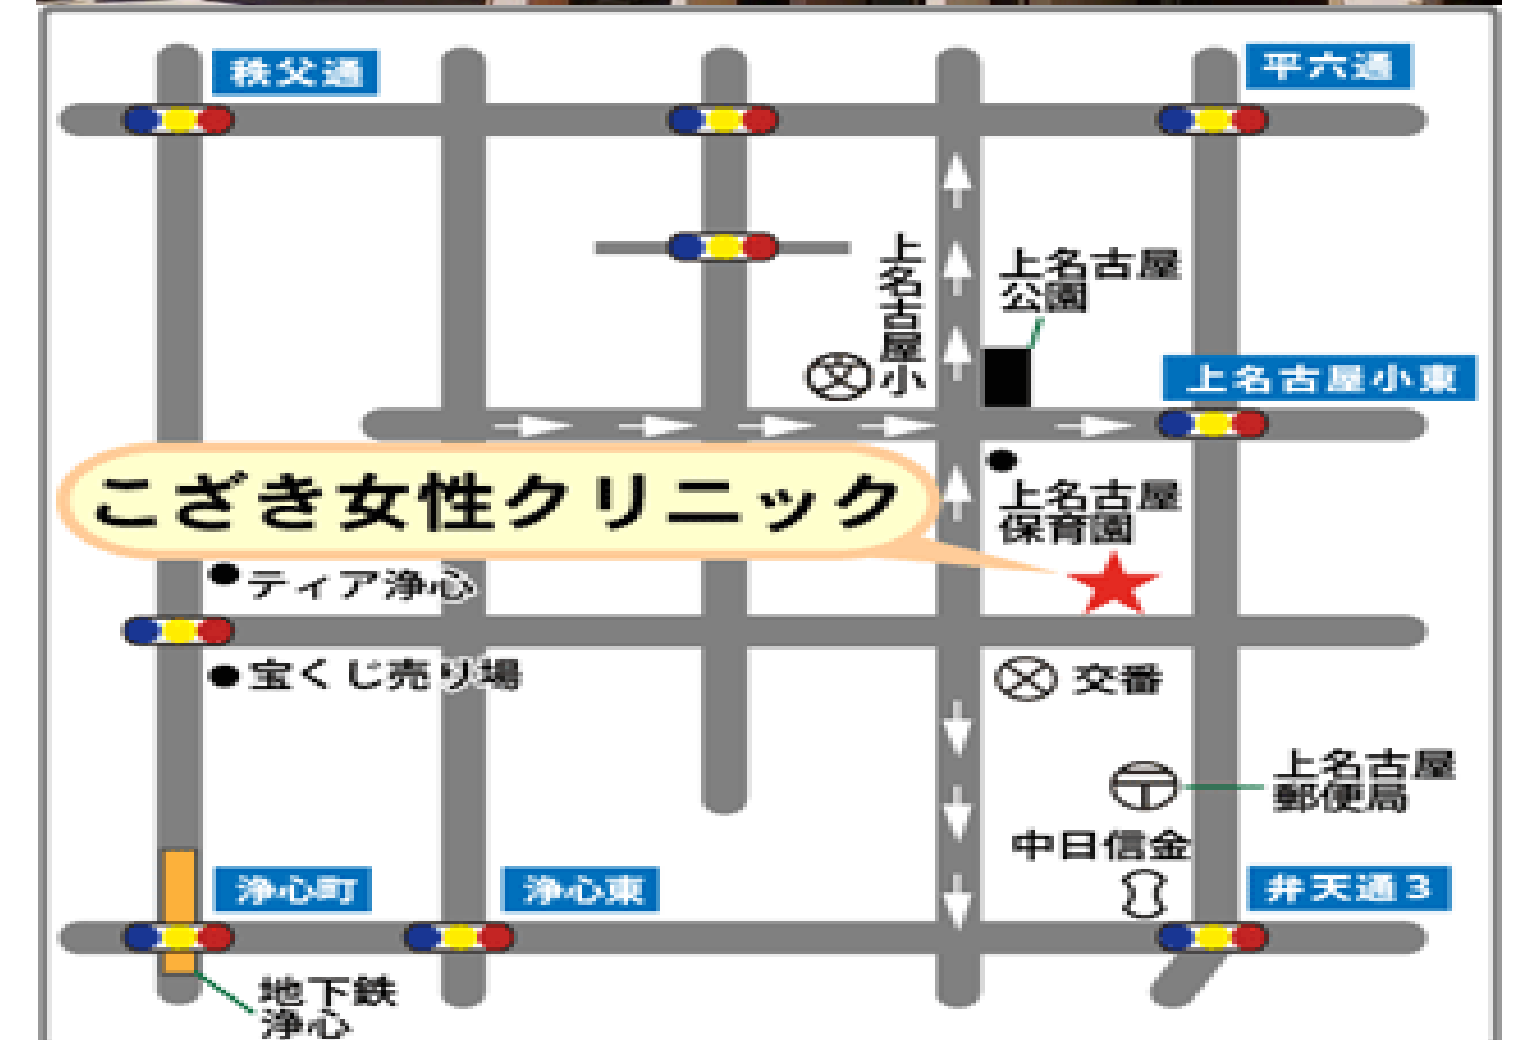 秩父通
平六通
上名古屋小
上名古屋
公園
上名古屋小東
こざき女性クリニック
上名古屋
保育園
ティア浄心
宝くじ売り場
交番
上名古屋
郵便局
中日信金
浄心町
浄心東
弁天通3
地下鉄
浄心